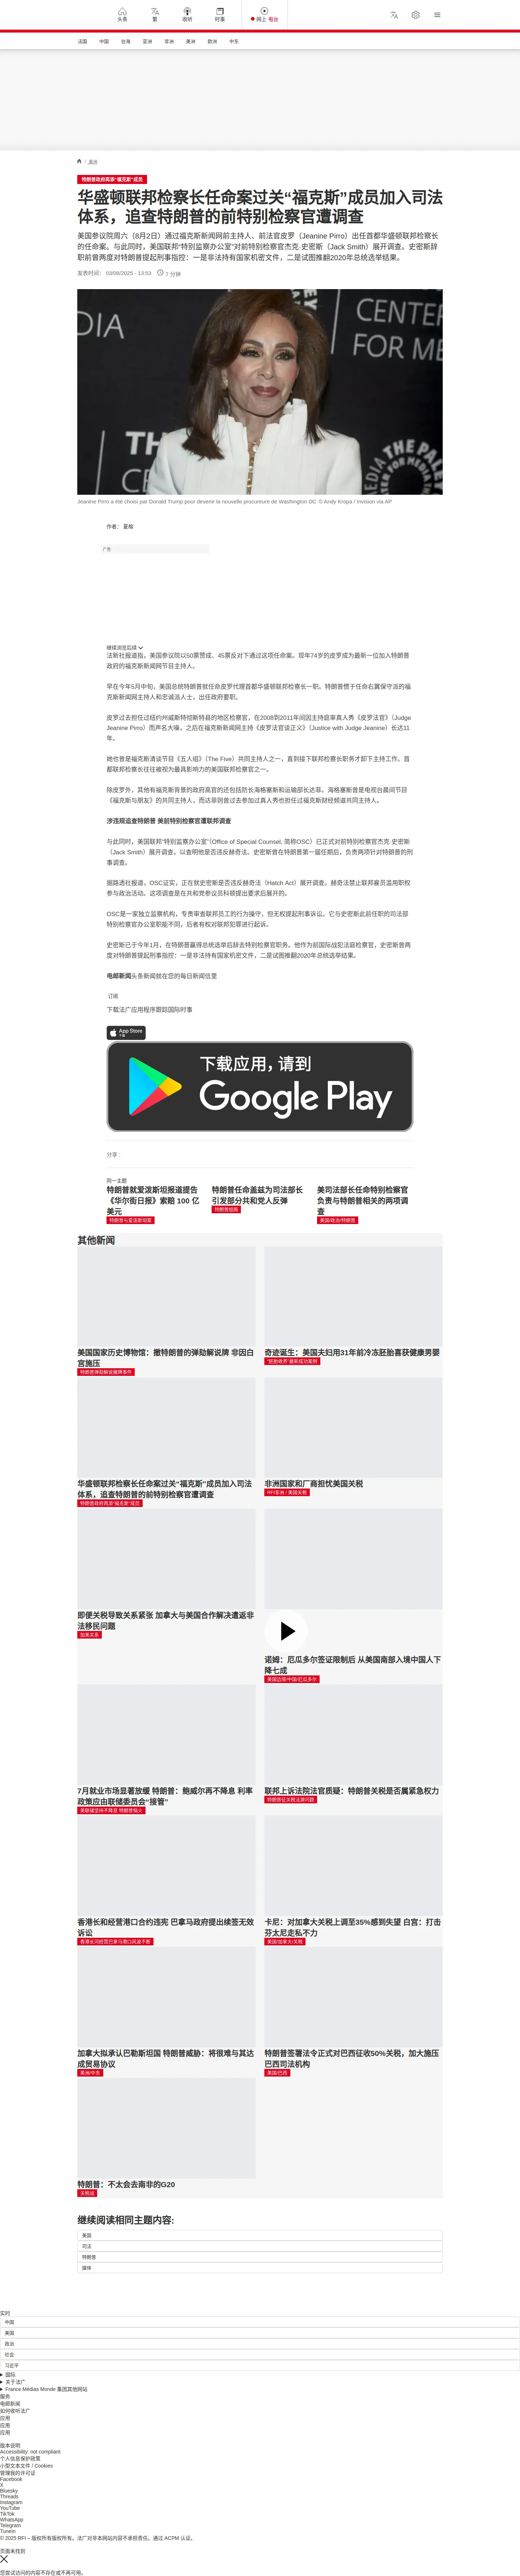 头条
繁
收听
时事
网上 电台
法国
中国
台海
亚洲
非洲
美洲
欧洲
中东
/ 美洲
特朗普政府再添“福克斯”成员
华盛顿联邦检察长任命案过关“福克斯”成员加入司法
体系，追查特朗普的前特别检察官遭调查
美国参议院周六（8月2日）通过福克斯新闻网前主持人、前法官皮罗（Jeanine Pirro）出任首都华盛顿联邦检察长
的任命案。与此同时，美国联邦“特别监察办公室”对前特别检察官杰克·史密斯（Jack Smith）展开调查。史密斯辞
职前曾两度对特朗普提起刑事指控：一是非法持有国家机密文件，二是试图推翻2020年总统选举结果。
发表时间： 03/08/2025 - 13:53
7 分钟
Jeanine Pirro a été choisi par Donald Trump pour devenir la nouvelle procureure de Washington DC © Andy Kropa / Invision via AP
作者： 夏榕
广告
继续浏览后续
法新社报道指，美国参议院以50票赞成、45票反对下通过这项任命案。现年74岁的皮罗成为最新一位加入特朗普
政府的福克斯新闻网节目主持人。
早在今年5月中旬，美国总统特朗普就任命皮罗代理首都华盛顿联邦检察长一职。特朗普惯于任命右翼保守派的福
克斯新闻网主持人和忠诚派人士，出任政府要职。
皮罗过去担任过纽约州威斯特彻斯特县的地区检察官，在2008到2011年间因主持庭审真人秀《皮罗法官》（Judge
Jeanine Pirro）而声名大噪，之后在福克斯新闻网主持《皮罗法官谈正义》（Justice with Judge Jeanine）长达11
年。
她也曾是福克斯清谈节目《五人组》（The Five）共同主持人之一，直到接下联邦检察长职务才卸下主持工作。首
都联邦检察长往往被视为最具影响力的美国联邦检察官之一。
除皮罗外，其他有福克斯背景的政府高官的还包括防长海格塞斯和运输部长达菲。海格塞斯曾是电视台晨间节目
《福克斯与朋友》的共同主持人，而达菲则曾过去参加过真人秀也担任过福克斯财经频道共同主持人。
涉违规追查特朗普 美前特别检察官遭联邦调查
与此同时，美国联邦“特别监察办公室”（Office of Special Counsel, 简称OSC）已正式对前特别检察官杰克·史密斯
（Jack Smith）展开调查，以查明他是否违反赫奇法。史密斯曾在特朗普第一届任期后，负责两项针对特朗普的刑
事调查。
据路透社报道，OSC证实，正在就史密斯是否违反赫奇法（Hatch Act）展开调查。赫奇法禁止联邦雇员滥用职权
参与政治活动。这项调查是在共和党参议员科顿提出要求后展开的。
OSC是一家独立监察机构，专责审查联邦员工的行为操守，但无权提起刑事诉讼。它与史密斯此前任职的司法部
特别检察官办公室职能不同，后者有权对联邦犯罪进行起诉。
史密斯已于今年1月，在特朗普赢得总统选举后辞去特别检察官职务。他作为前国际战犯法庭检察官，史密斯曾两
度对特朗普提起刑事指控：一是非法持有国家机密文件，二是试图推翻2020年总统选举结果。
电邮新闻头条新闻就在您的每日新闻信里
订阅
下载法广应用程序跟踪国际时事
App Store
下载
下载应用，请到
Google Play
分享 :
同一主题
特朗普就爱泼斯坦报道提告
《华尔街日报》索赔 100 亿
美元
特朗普与爱泼斯坦案
特朗普任命盖兹为司法部长
引发部分共和党人反弹
特朗普组阁
美司法部长任命特别检察官
负责与特朗普相关的两项调
查
美国/政治/特朗普
其他新闻
美国国家历史博物馆：撤特朗普的弹劾解说牌 非因白
宫施压
特朗普弹劾解说撤牌事件
奇迹诞生：美国夫妇用31年前冷冻胚胎喜获健康男婴
“胚胎收养”最新成功案例
华盛顿联邦检察长任命案过关“福克斯”成员加入司法
体系，追查特朗普的前特别检察官遭调查
特朗普政府再添“福克斯”成员
非洲国家和厂商担忧美国关税
RFI非洲 / 美国关税
即便关税导致关系紧张 加拿大与美国合作解决遣返非
法移民问题
加美关系
诺姆：厄瓜多尔签证限制后 从美国南部入境中国人下
降七成
美国边境/中国/厄瓜多尔
7月就业市场显著放缓 特朗普：鲍威尔再不降息 利率
政策应由联储委员会“接管”
美联储坚持不降息 特朗普恼火
联邦上诉法院法官质疑：特朗普关税是否属紧急权力
特朗普征关税法源问题
香港长和经营港口合约违宪 巴拿马政府提出续签无效
诉讼
香港长河经营巴拿马港口风波不断
卡尼：对加拿大关税上调至35%感到失望 白宫：打击
芬太尼走私不力
美国/加拿大/关税
加拿大拟承认巴勒斯坦国 特朗普威胁：将很难与其达
成贸易协议
美洲/中东
特朗普签署法令正式对巴西征收50%关税，加大施压
巴西司法机构
美国/巴西
特朗普：不太会去南非的G20
关税战
继续阅读相同主题内容:
美国
司法
特朗普
媒体
实时
中国
美国
政治
社会
习近平
国际
关于法广
France Médias Monde 集团其他网站
服务
电邮新闻
如何收听法广
应用
应用
应用
版本说明
Accessibility: not compliant
个人信息保护政策
小型文本文件 / Cookies
管理我的许可证
Facebook
X
Bluesky
Threads
Instagram
YouTube
TikTok
WhatsApp
Telegram
TuneIn
© 2025 RFI – 版权所有版权所有。法广对非本网站内容不承担责任。通过 ACPM 认证。
页面未找到
您尝试访问的内容不存在或不再可用。